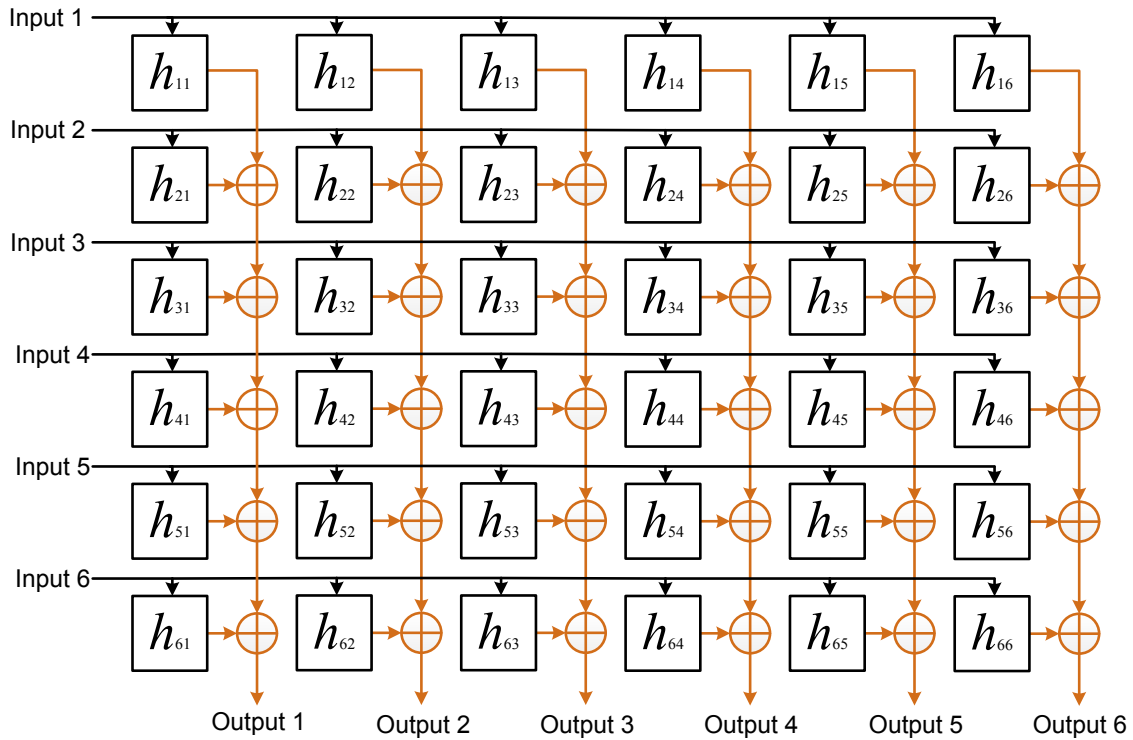 Input 1
h11 h12 h13 h14 h15 h16
Input 2
h21 h22 h23 h24 h25 h26
Input 3
h31 h32 h33 h34 h35 h36
Input 4
h41 h42 h43 h44 h45 h46
Input 5
h51 h52 h53 h54 h55 h56
Input 6
h61 h62 h63 h64 h65 h66
Output 1 Output 2 Output 3 Output 4 Output 5 Output 6